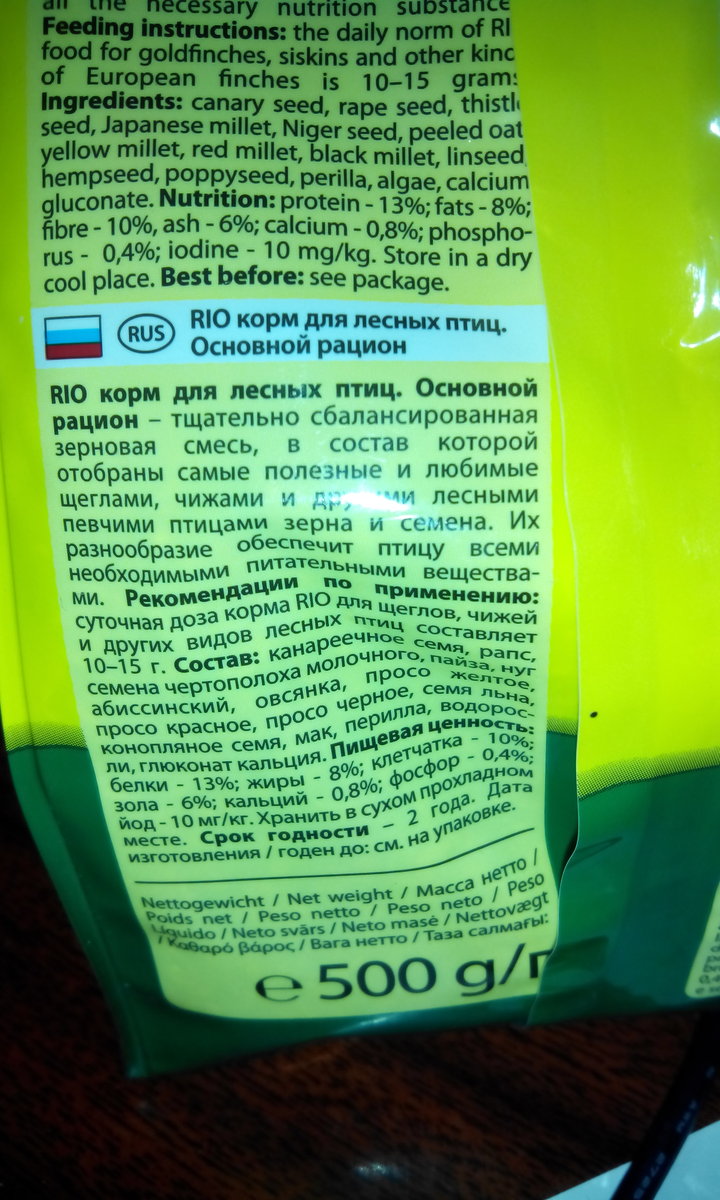 all the necessary nutrition substance
Feeding instructions: the daily norm of RI
food for goldfinches, siskins and other kind
of European finches is 10–15 grams
Ingredients: canary seed, rape seed, thistle
seed, Japanese millet, Niger seed, peeled oat
yellow millet, red millet, black millet, linseed,
hempseed, poppyseed, perilla, algae, calcium
gluconate. Nutrition: protein - 13%; fats - 8%;
fibre - 10%, ash - 6%; calcium - 0,8%; phospho-
rus - 0,4%; iodine - 10 mg/kg. Store in a dry
cool place. Best before: see package.
RUS
RIO корм для лесных птиц.
Основной рацион
RIO корм для лесных птиц. Основной
рацион – тщательно сбалансированная
зерновая смесь, в состав которой
отобраны самые полезные и любимые
щеглами, чижами и другими лесными
певчими птицами зерна и семена. Их
разнообразие обеспечит птицу всеми
необходимыми питательными вещества-
ми. Рекомендации по применению:
суточная доза корма RIO для щеглов, чижей
и других видов лесных птиц составляет
10–15 г. Состав: канареечное семя, рапс,
семена чертополоха молочного, пайза, нуг
абиссинский, овсянка, просо желтое,
просо красное, просо черное, семя льна,
конопляное семя, мак, перилла, водорос-
ли, глюконат кальция. Пищевая ценность:
белки - 13%; жиры - 8%; клетчатка - 10%;
зола - 6%; кальций - 0,8%; фосфор - 0,4%;
йод - 10 мг/кг. Хранить в сухом прохладном
месте. Срок годности – 2 года. Дата
изготовления / годен до: см. на упаковке.
Nettogewicht / Net weight / Масса нетто /
Poids net / Peso netto / Peso neto / Peso
Líquido / Neto svārs / Neto masė / Nettovægt
/ Καθαρό βάρος / Вага нетто / Таза салмағы:
e 500 g/г